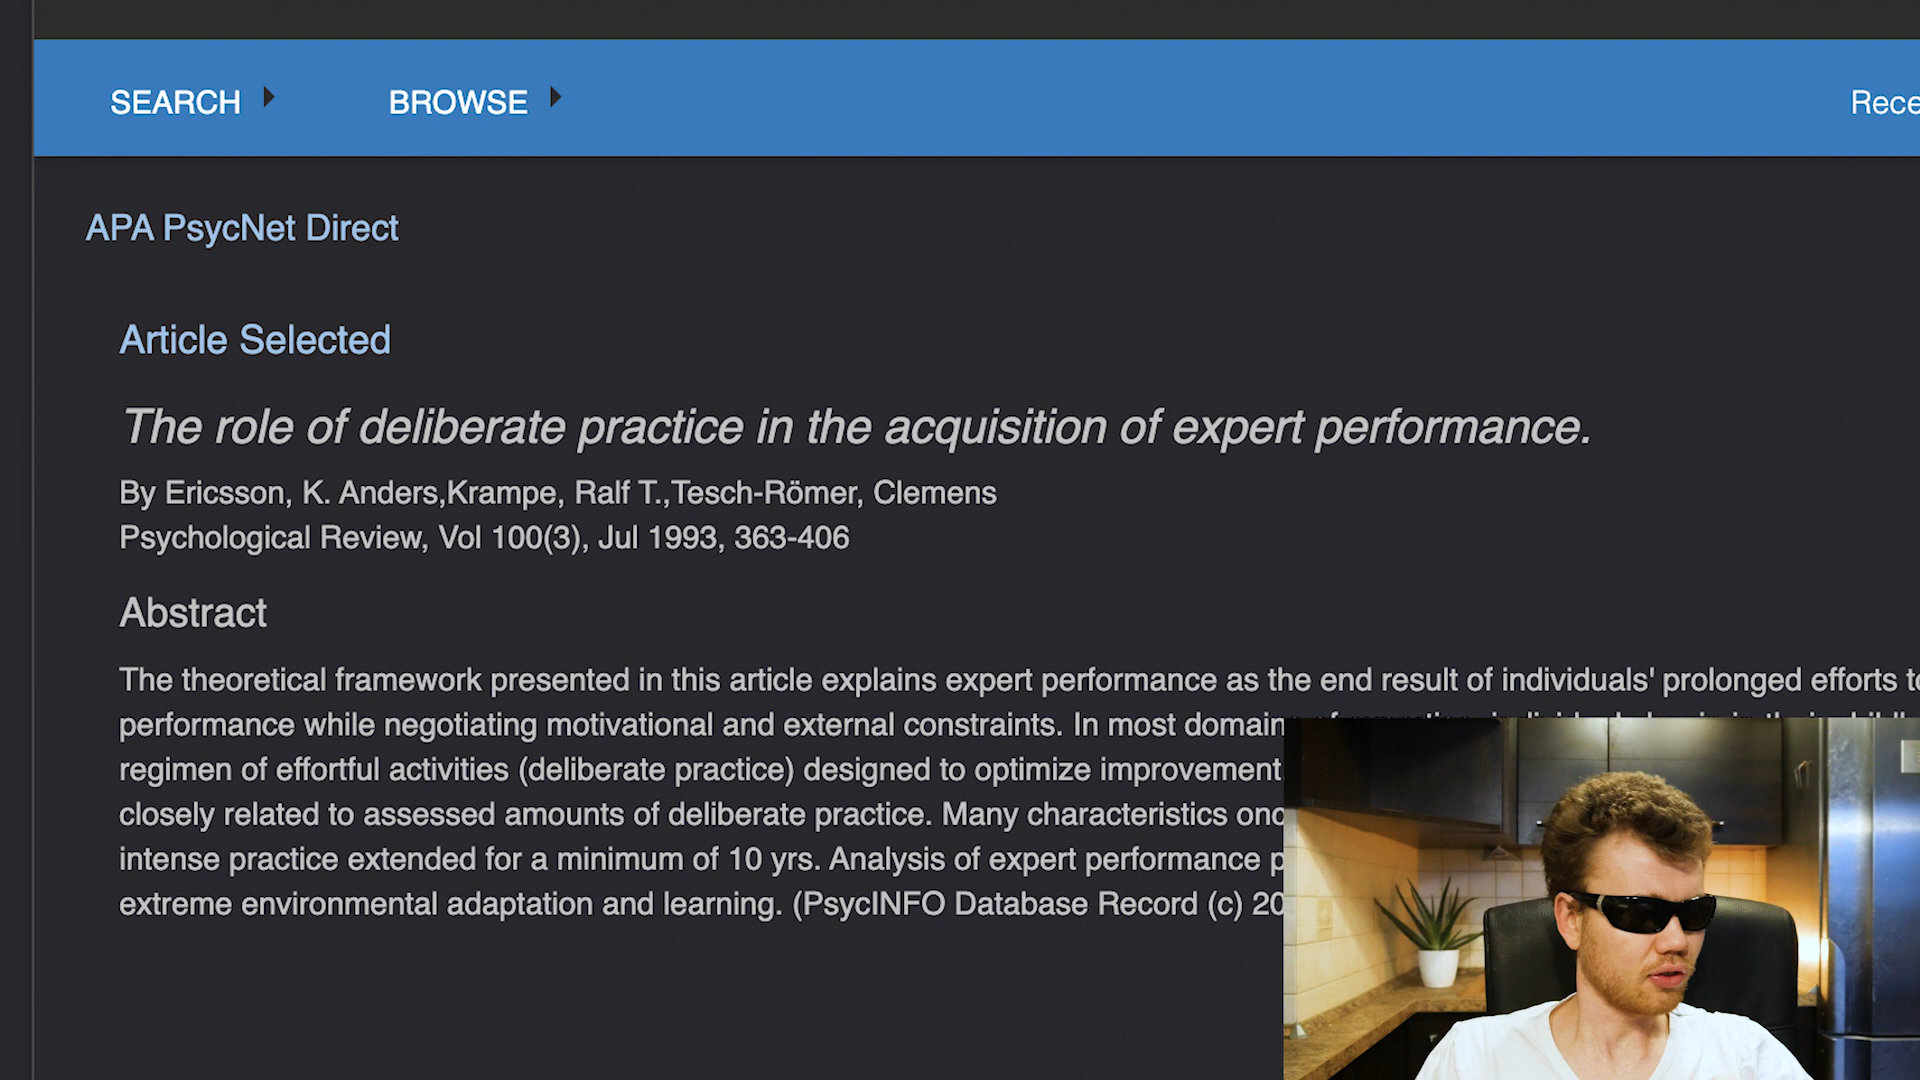 SEARCH BROWSE
APA PsycNet Direct
Article Selected
The role of deliberate practice in the acquisition of expert performance.
By Ericsson, K. Anders,Krampe, Ralf T.,Tesch-Römer, Clemens
Psychological Review, Vol 100(3), Jul 1993, 363-406
Abstract
The theoretical framework presented in this article explains expert performance as the end result of individuals' prolonged efforts
performance while negotiating motivational and external constraints. In most
regimen of effortful activities (deliberate practice) designed to optimize improvement
closely related to assessed amounts of deliberate practice. Many characteristics
intense practice extended for a minimum of 10 yrs. Analysis of expert performance
extreme environmental adaptation and learning. (PsycINFO Database Record (c)